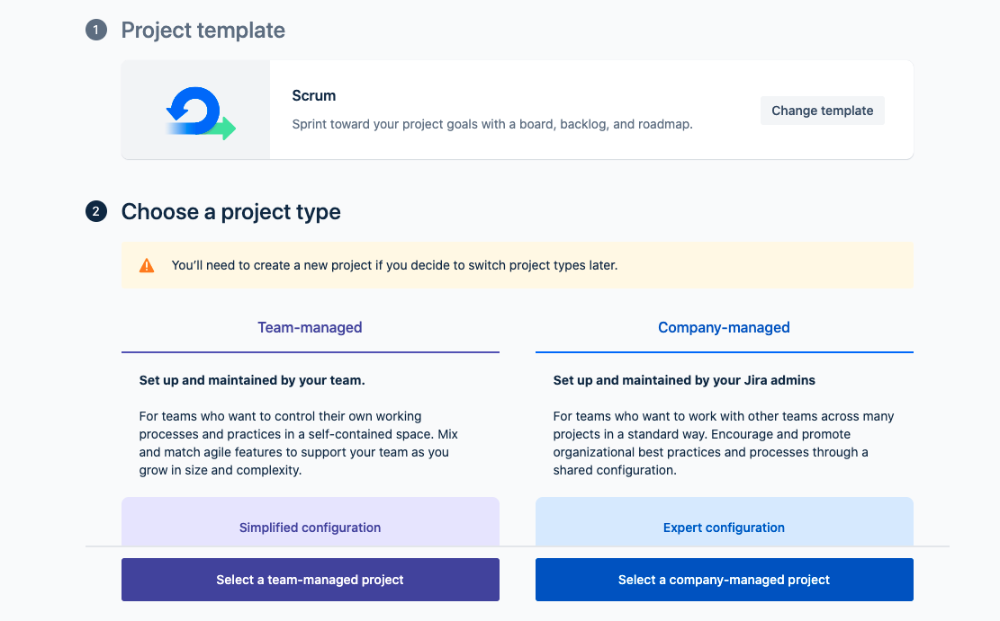 1 Project template
Scrum
Sprint toward your project goals with a board, backlog, and roadmap.
Change template
2 Choose a project type
You’ll need to create a new project if you decide to switch project types later.
Team-managed
Set up and maintained by your team.
For teams who want to control their own working
processes and practices in a self-contained space. Mix
and match agile features to support your team as you
grow in size and complexity.
Simplified configuration
Select a team-managed project
Company-managed
Set up and maintained by your Jira admins
For teams who want to work with other teams across many
projects in a standard way. Encourage and promote
organizational best practices and processes through a
shared configuration.
Expert configuration
Select a company-managed project